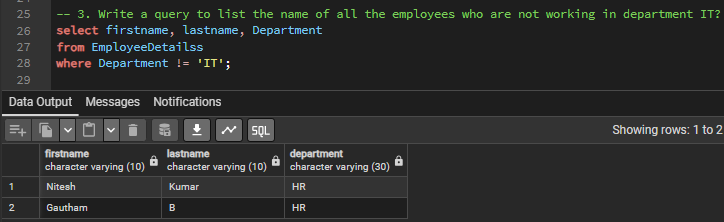 25 -- 3. Write a query to list the name of all the employees who are not working in department IT?
26 select firstname, lastname, Department
27 from EmployeeDetailss
28 where Department != 'IT';
29
Data Output Messages Notifications
SQL Showing rows: 1 to 2
firstname lastname department
character varying (10) character varying (10) character varying (30)
1 Nitesh Kumar HR
2 Gautham B HR